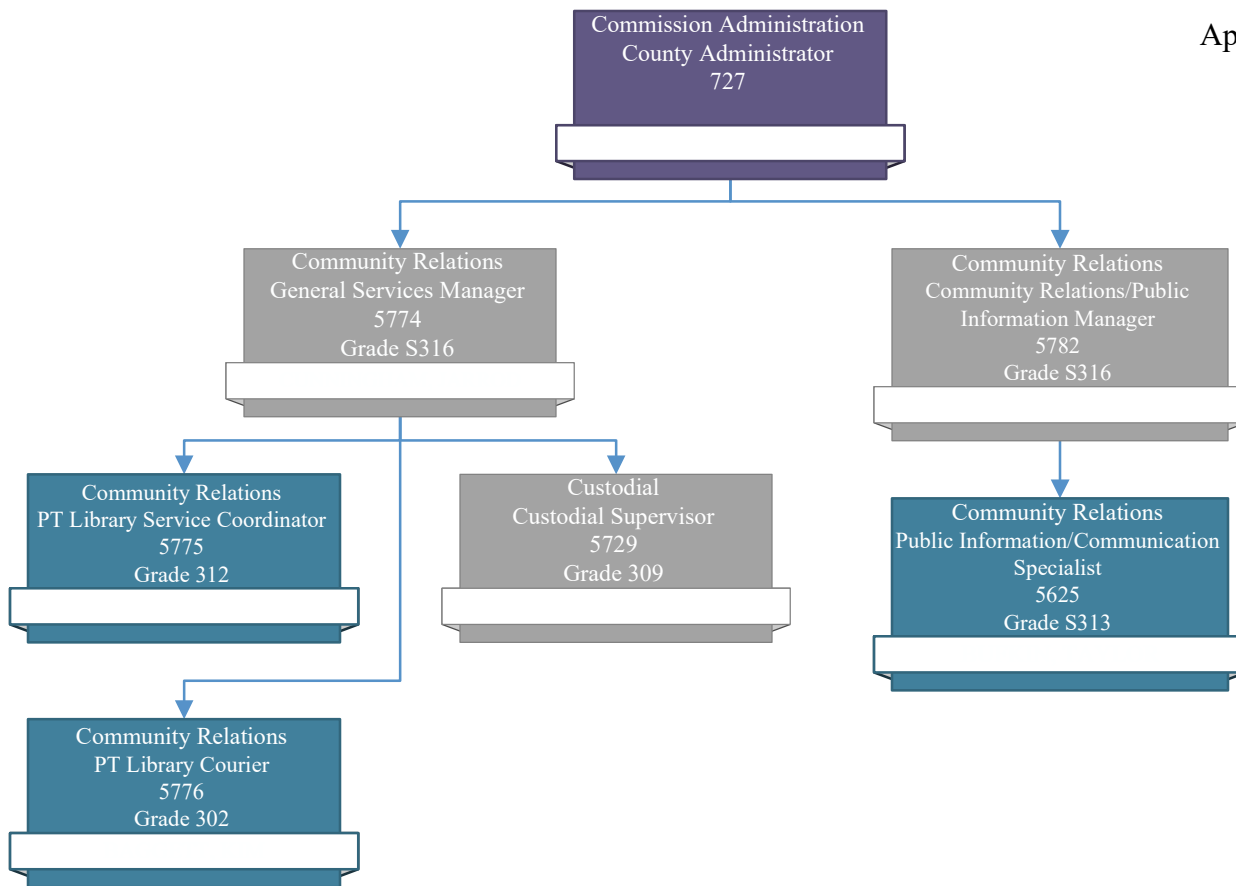 Commission Administration
County Administrator
727
Ap
Community Relations
General Services Manager
5774
Grade S316
Community Relations
Community Relations/Public
Information Manager
5782
Grade S316
Community Relations
PT Library Service Coordinator
5775
Grade 312
Custodial
Custodial Supervisor
5729
Grade 309
Community Relations
Public Information/Communication
Specialist
5625
Grade S313
Community Relations
PT Library Courier
5776
Grade 302